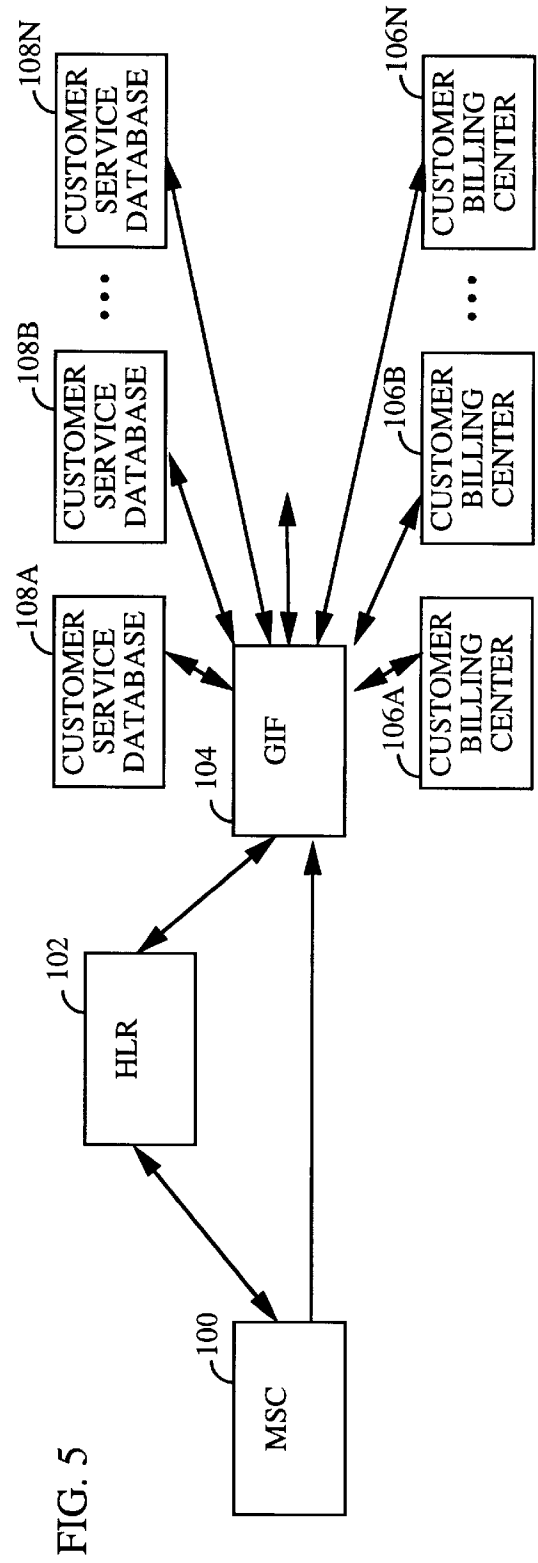 FIG. 5
100
MSC
102
HLR
104
GIF
108A
CUSTOMER
SERVICE
DATABASE
108B
CUSTOMER
SERVICE
DATABASE
...
108N
CUSTOMER
SERVICE
DATABASE
106A
CUSTOMER
BILLING
CENTER
106B
CUSTOMER
BILLING
CENTER
...
106N
CUSTOMER
BILLING
CENTER